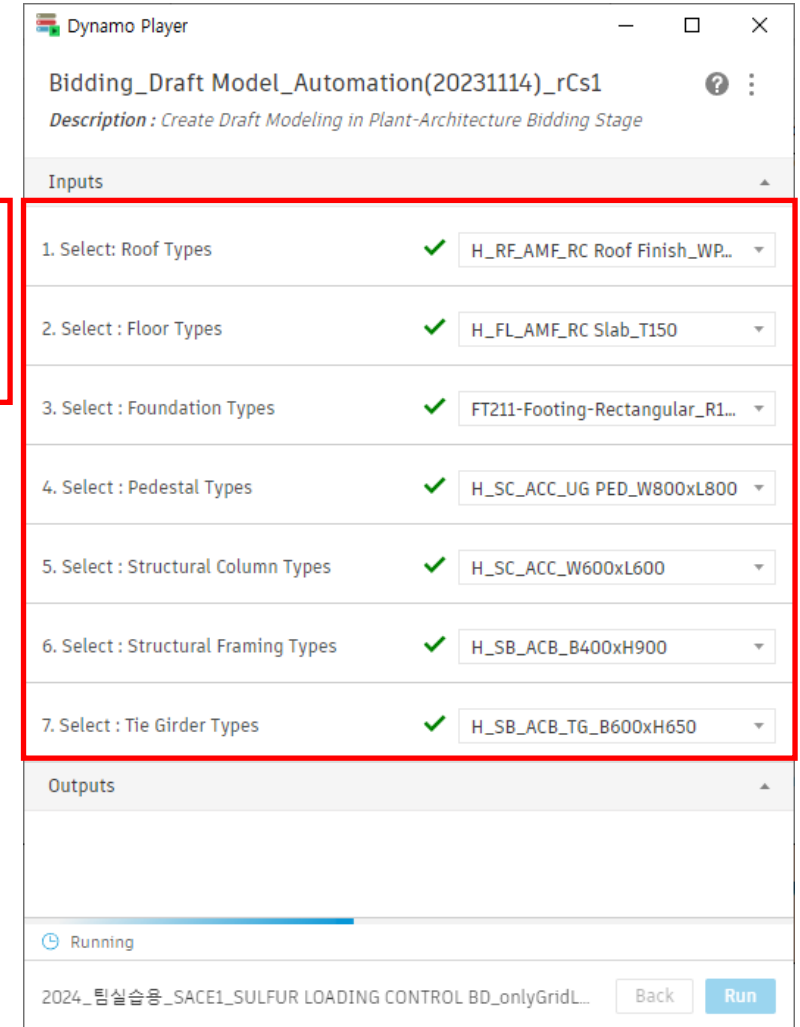 Dynamo Player
Bidding_Draft Model_Automation(20231114)_rCs1
Description : Create Draft Modeling in Plant-Architecture Bidding Stage
Inputs
1. Select: Roof Types H_RF_AMF_RC Roof Finish_WP...
2. Select : Floor Types H_FL_AMF_RC Slab_T150
3. Select : Foundation Types FT211-Footing-Rectangular_R1...
4. Select : Pedestal Types H_SC_ACC_UG PED_W800xL800
5. Select : Structural Column Types H_SC_ACC_W600xL600
6. Select : Structural Framing Types H_SB_ACB_B400xH900
7. Select : Tie Girder Types H_SB_ACB_TG_B600xH650
Outputs
Running
2024_팀실습용_SACE1_SULFUR LOADING CONTROL BD_onlyGridL... Back Run